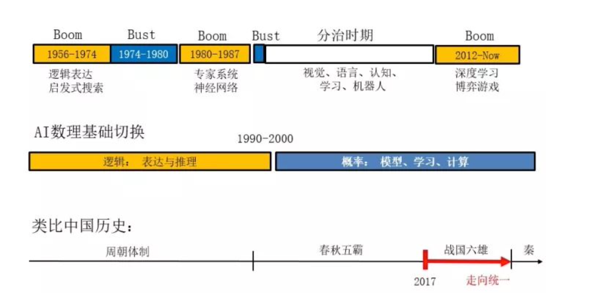 Boom Bust Boom Bust 分治时期 Boom
1956-1974 1974-1980 1980-1987 2012-Now
逻辑表达 专家系统 视觉、语言、认知、 深度学习
启发式搜索 神经网络 学习、机器人 博弈游戏
AI数理基础切换
1990-2000
逻辑: 表达与推理 概率: 模型、学习、计算
类比中国历史:
周朝体制 春秋五霸 战国六雄 秦
2017 走向统一